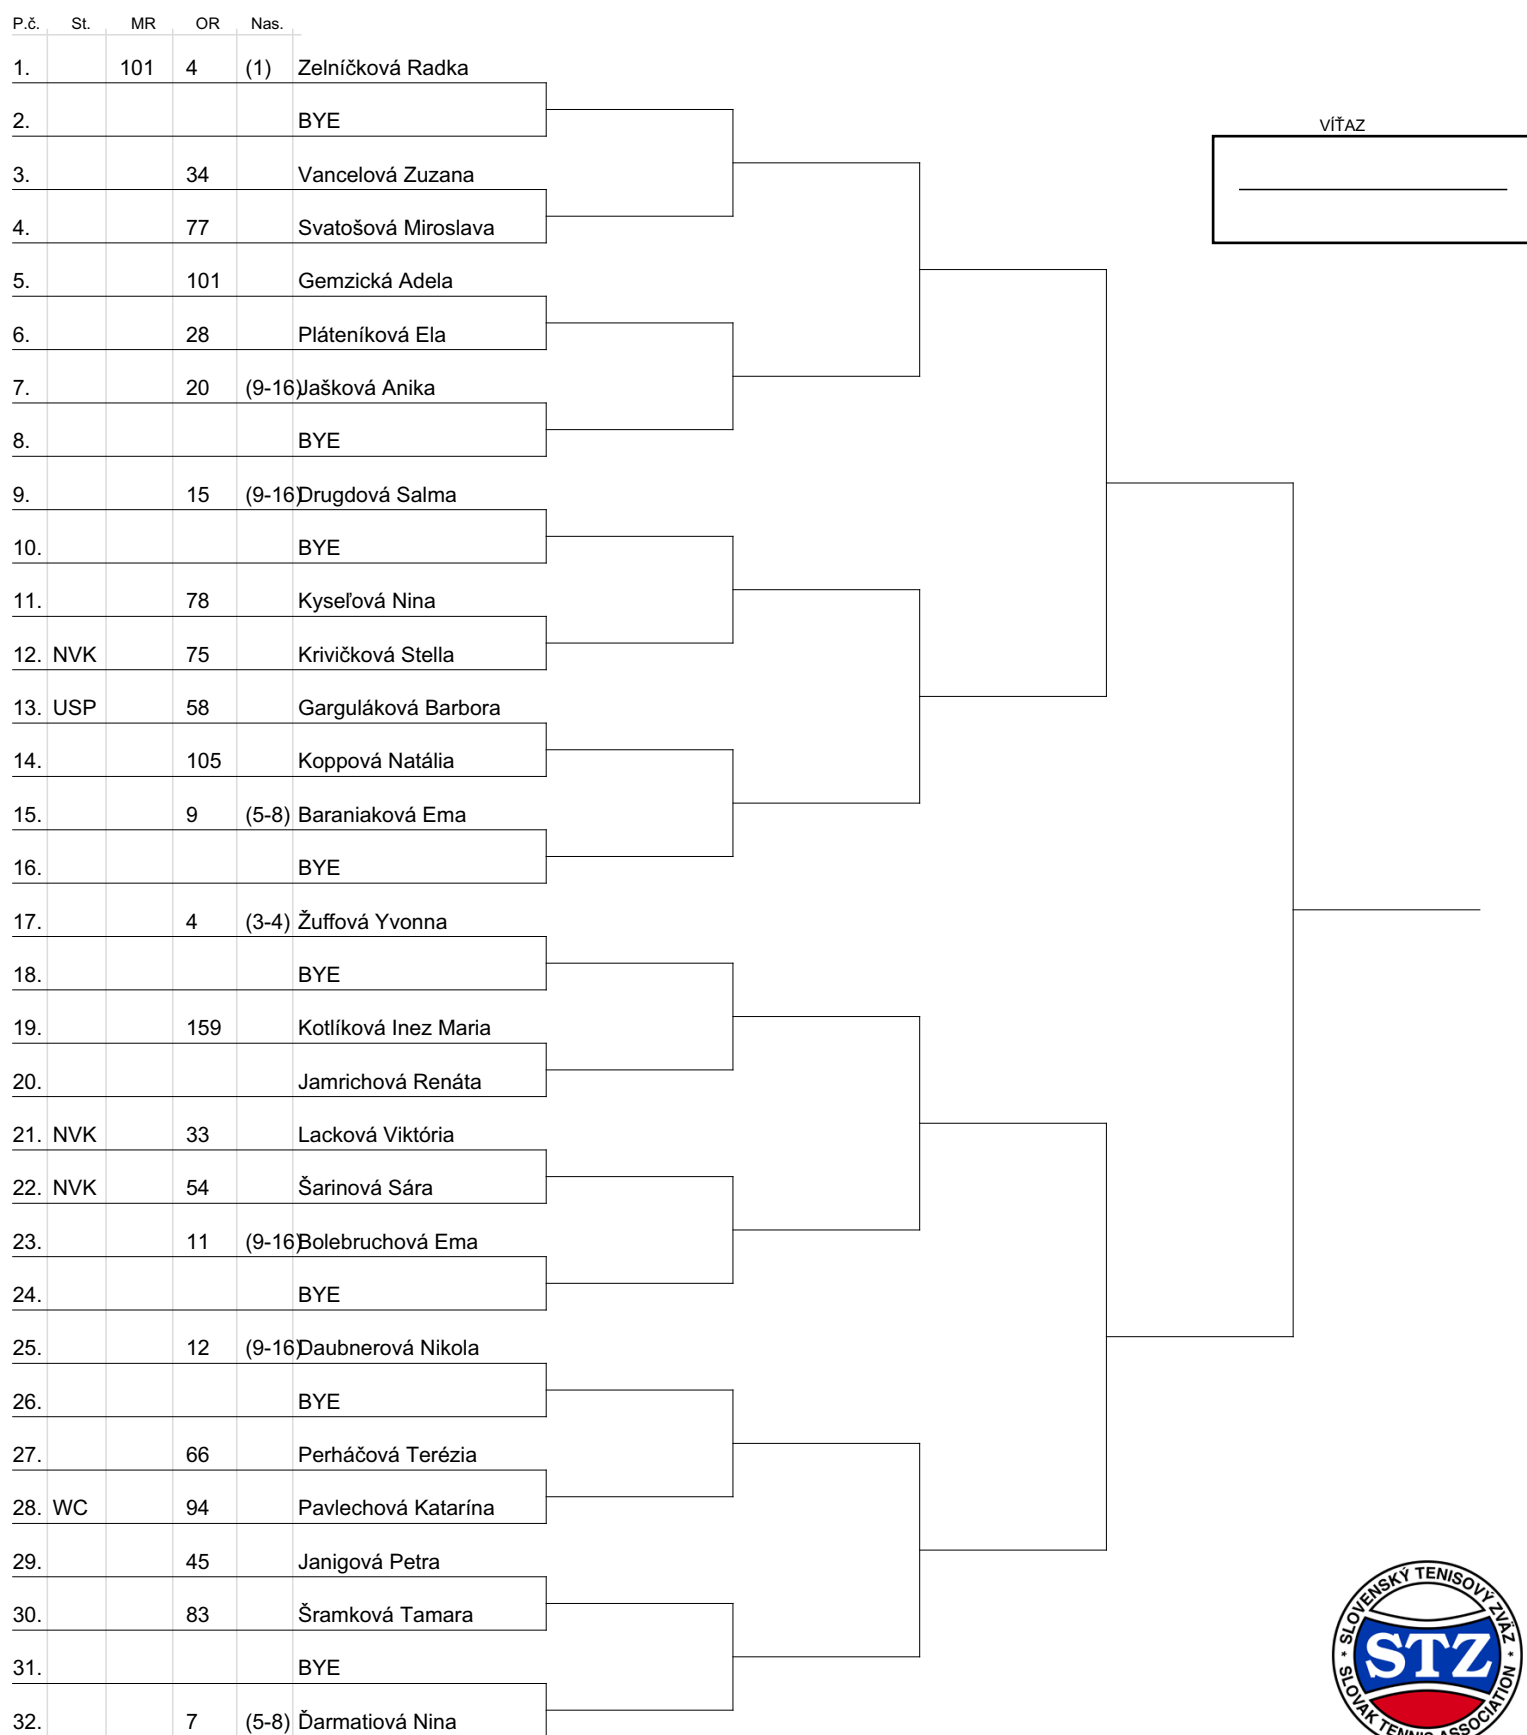 P.č. St. MR OR Nas.
VÍŤAZ
1. 101 4 (1) Zelníčková Radka
2. BYE
3. 34 Vancelová Zuzana
4. 77 Svatošová Miroslava
5. 101 Gemzická Adela
6. 28 Pláteníková Ela
7. 20 (9-16) Jašková Anika
8. BYE
9. 15 (9-16) Drugdová Salma
10. BYE
11. 78 Kyseľová Nina
12. NVK 75 Krivičková Stella
13. USP 58 Garguláková Barbora
14. 105 Koppová Natália
15. 9 (5-8) Baraniaková Ema
16. BYE
17. 4 (3-4) Žuffová Yvonna
18. BYE
19. 159 Kotlíková Inez Maria
20. Jamrichová Renáta
21. NVK 33 Lacková Viktória
22. NVK 54 Šarinová Sára
23. 11 (9-16) Bolebruchová Ema
24. BYE
25. 12 (9-16) Daubnerová Nikola
26. BYE
27. 66 Perháčová Terézia
28. WC 94 Pavlechová Katarína
29. 45 Janigová Petra
30. 83 Šramková Tamara
31. BYE
32. 7 (5-8) Ďarmatiová Nina
SLOVENSKÝ TENISOVÝ ZVÄZ
STZ
SLOVAK TENNIS ASSOCIATION